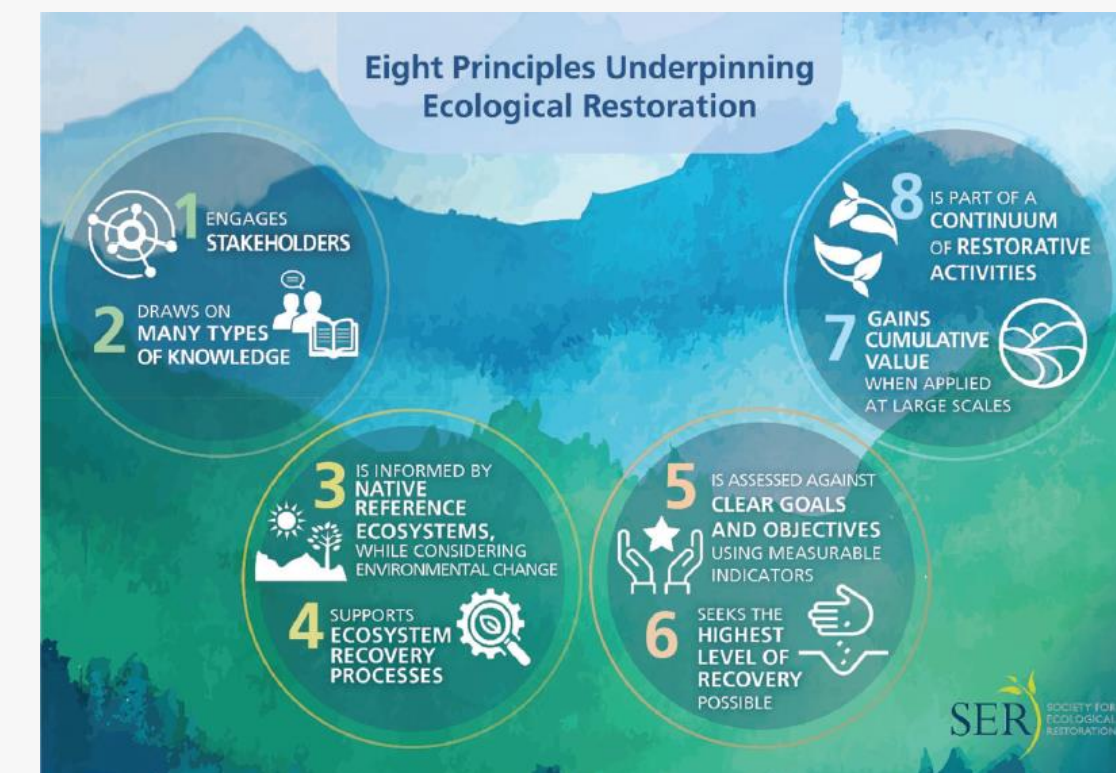 Eight Principles Underpinning
Ecological Restoration
1 ENGAGES
STAKEHOLDERS
2 DRAWS ON
MANY TYPES
OF KNOWLEDGE
3 IS INFORMED BY
NATIVE
REFERENCE
ECOSYSTEMS,
WHILE CONSIDERING
ENVIRONMENTAL CHANGE
4 SUPPORTS
ECOSYSTEM
RECOVERY
PROCESSES
5 IS ASSESSED AGAINST
CLEAR GOALS
AND OBJECTIVES
USING MEASURABLE
INDICATORS
6 SEEKS THE
HIGHEST
LEVEL OF
RECOVERY
POSSIBLE
8 IS PART OF A
CONTINUUM
OF RESTORATIVE
ACTIVITIES
7 GAINS
CUMULATIVE
VALUE
WHEN APPLIED
AT LARGE SCALES
SER
SOCIETY FOR
ECOLOGICAL
RESTORATION